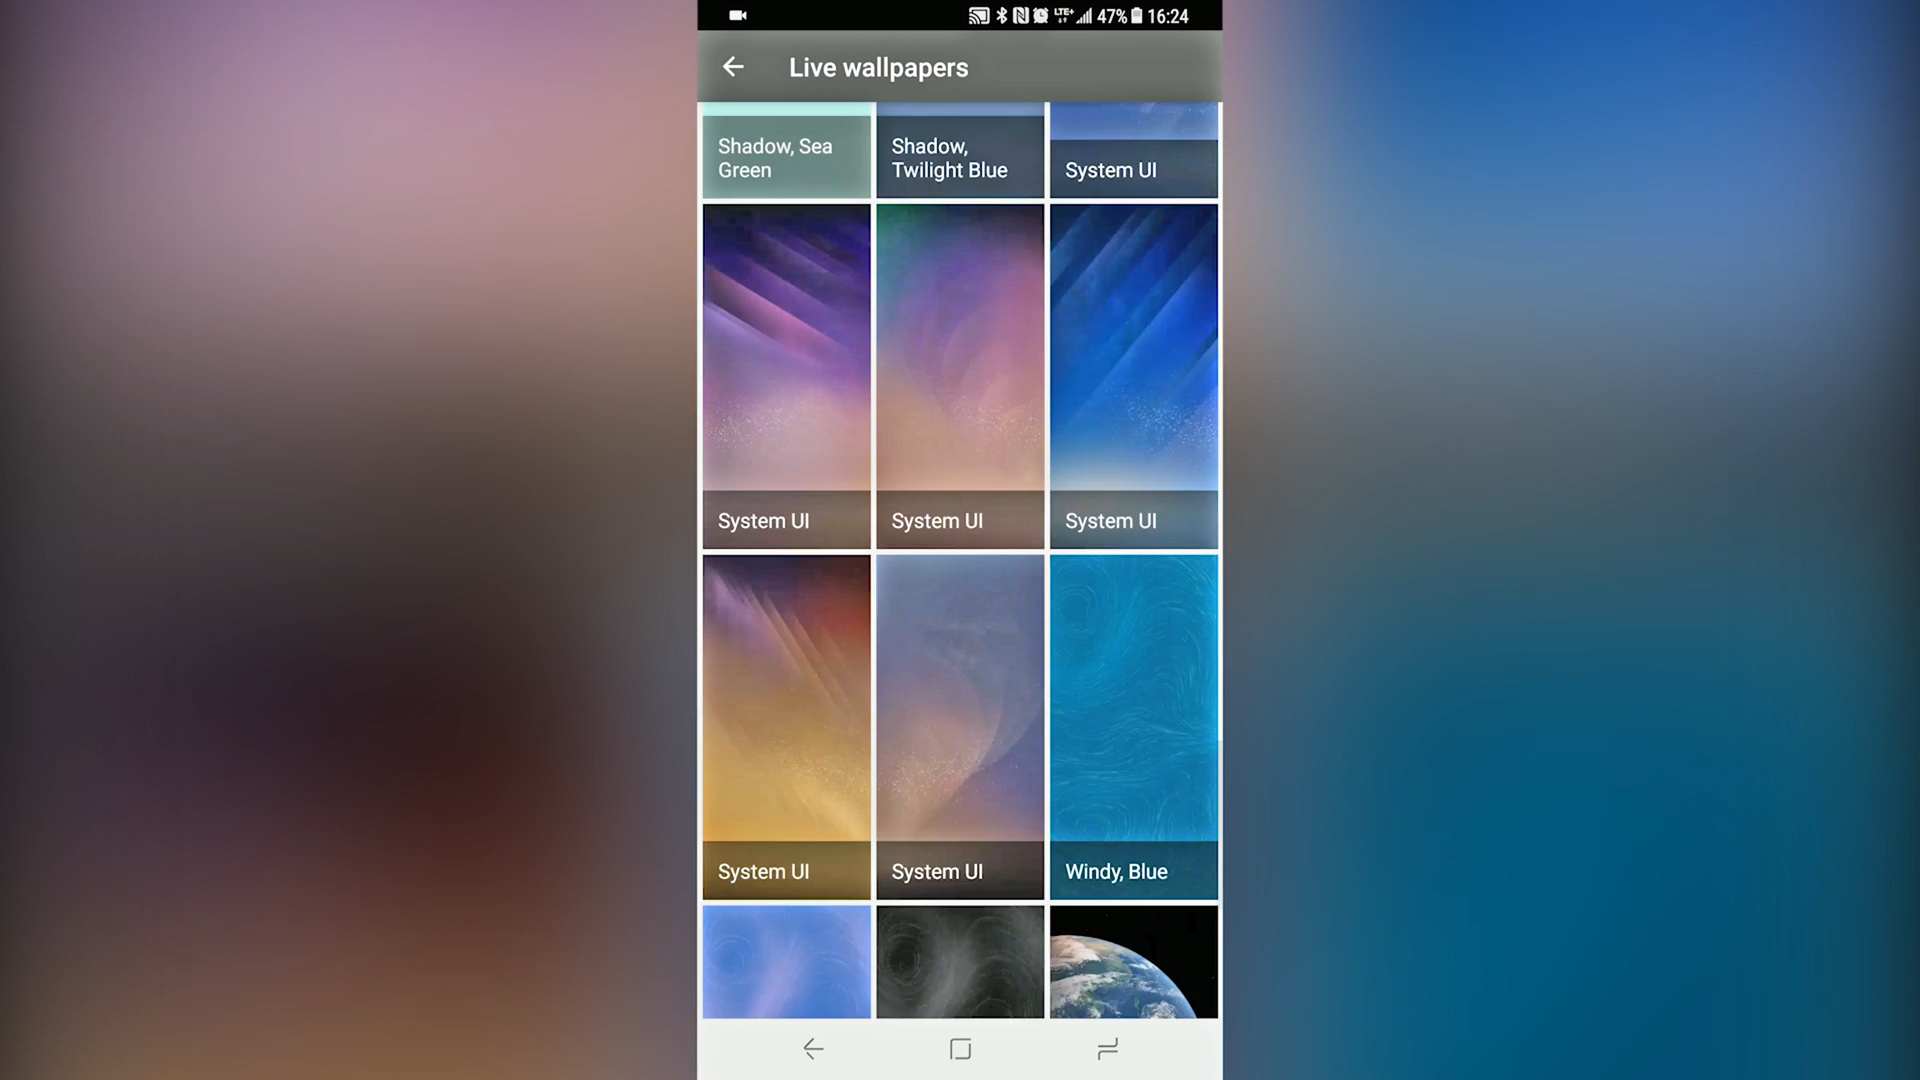 LTE+ 47% 16:24
Live wallpapers
Shadow, Sea
Green
Shadow,
Twilight Blue
System UI
System UI
System UI
System UI
System UI
System UI
Windy, Blue